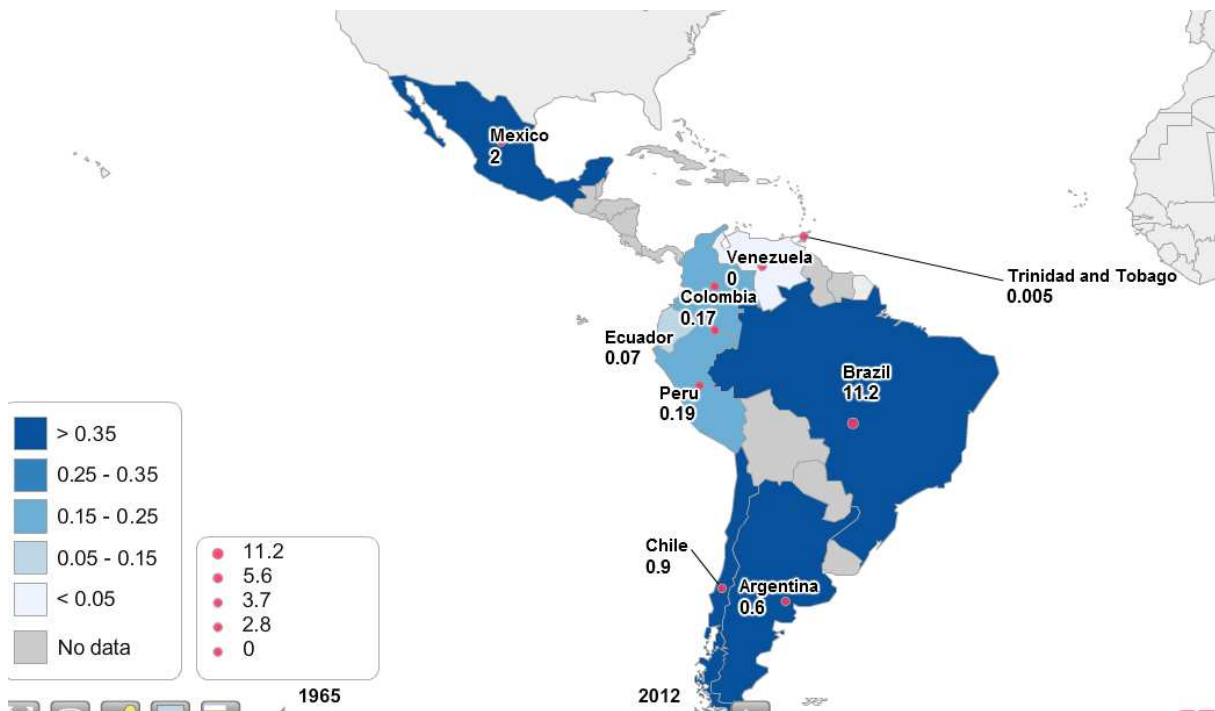 Mexico
2
Venezuela
0
Trinidad and Tobago
0.005
Colombia
0.17
Ecuador
0.07
Brazil
11.2
Peru
0.19
> 0.35
0.25 - 0.35
0.15 - 0.25
0.05 - 0.15
< 0.05
No data
11.2
5.6
3.7
2.8
0
Chile
0.9
Argentina
0.6
1965
2012